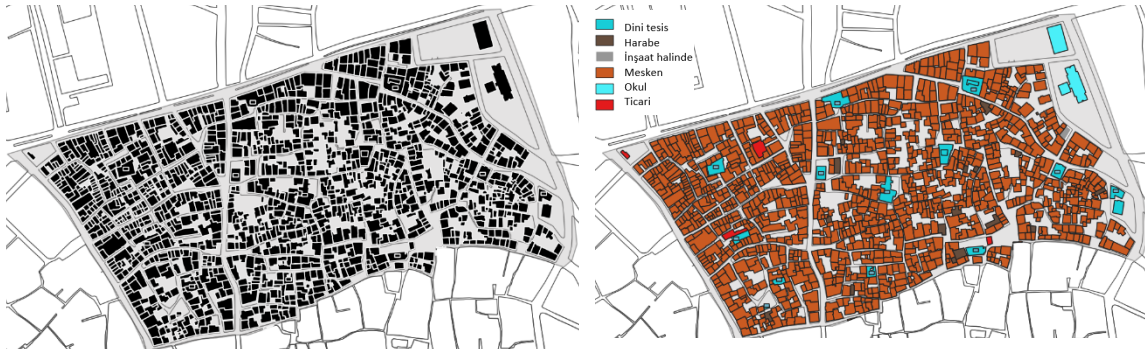 Dini tesis
Harabe
İnşaat halinde
Mesken
Okul
Ticari